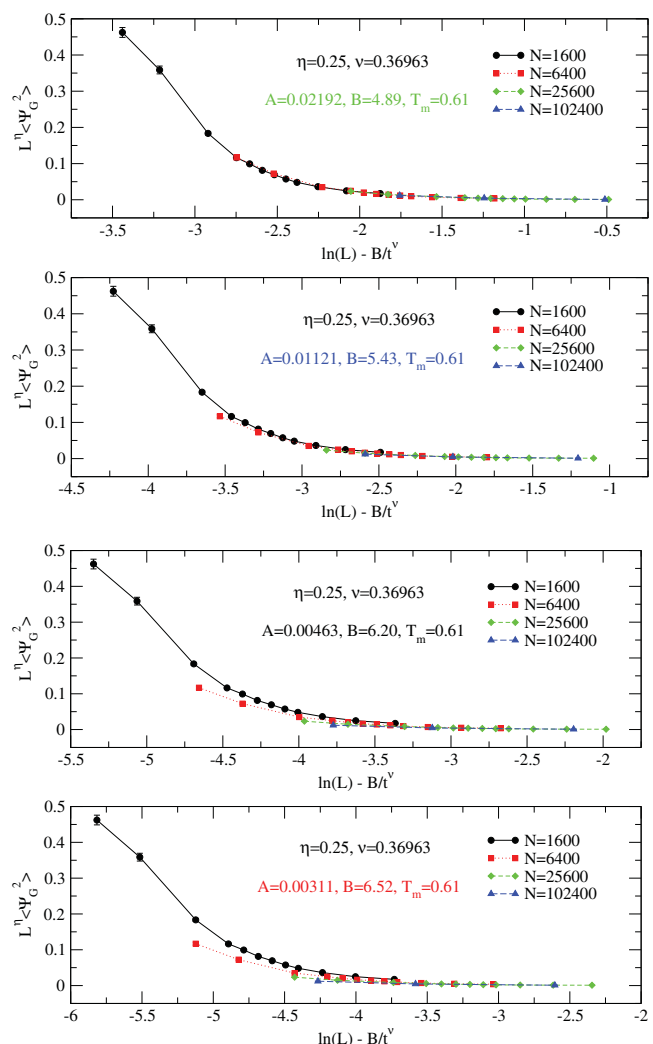 0.5
0.4
0.3
0.2
0.1
0
L^η<Ψ_G^2>
η=0.25, ν=0.36963
A=0.02192, B=4.89, T_m=0.61
N=1600
N=6400
N=25600
N=102400
-3.5 -3 -2.5 -2 -1.5 -1 -0.5
ln(L) - B/t^ν
0.5
0.4
0.3
0.2
0.1
0
L^η<Ψ_G^2>
η=0.25, ν=0.36963
A=0.01121, B=5.43, T_m=0.61
N=1600
N=6400
N=25600
N=102400
-4.5 -4 -3.5 -3 -2.5 -2 -1.5 -1
ln(L) - B/t^ν
0.5
0.4
0.3
0.2
0.1
0
L^η<Ψ_G^2>
η=0.25, ν=0.36963
A=0.00463, B=6.20, T_m=0.61
N=1600
N=6400
N=25600
N=102400
-5.5 -5 -4.5 -4 -3.5 -3 -2.5 -2
ln(L) - B/t^ν
0.5
0.4
0.3
0.2
0.1
0
L^η<Ψ_G^2>
η=0.25, ν=0.36963
A=0.00311, B=6.52, T_m=0.61
N=1600
N=6400
N=25600
N=102400
-6 -5.5 -5 -4.5 -4 -3.5 -3 -2.5 -2
ln(L) - B/t^ν